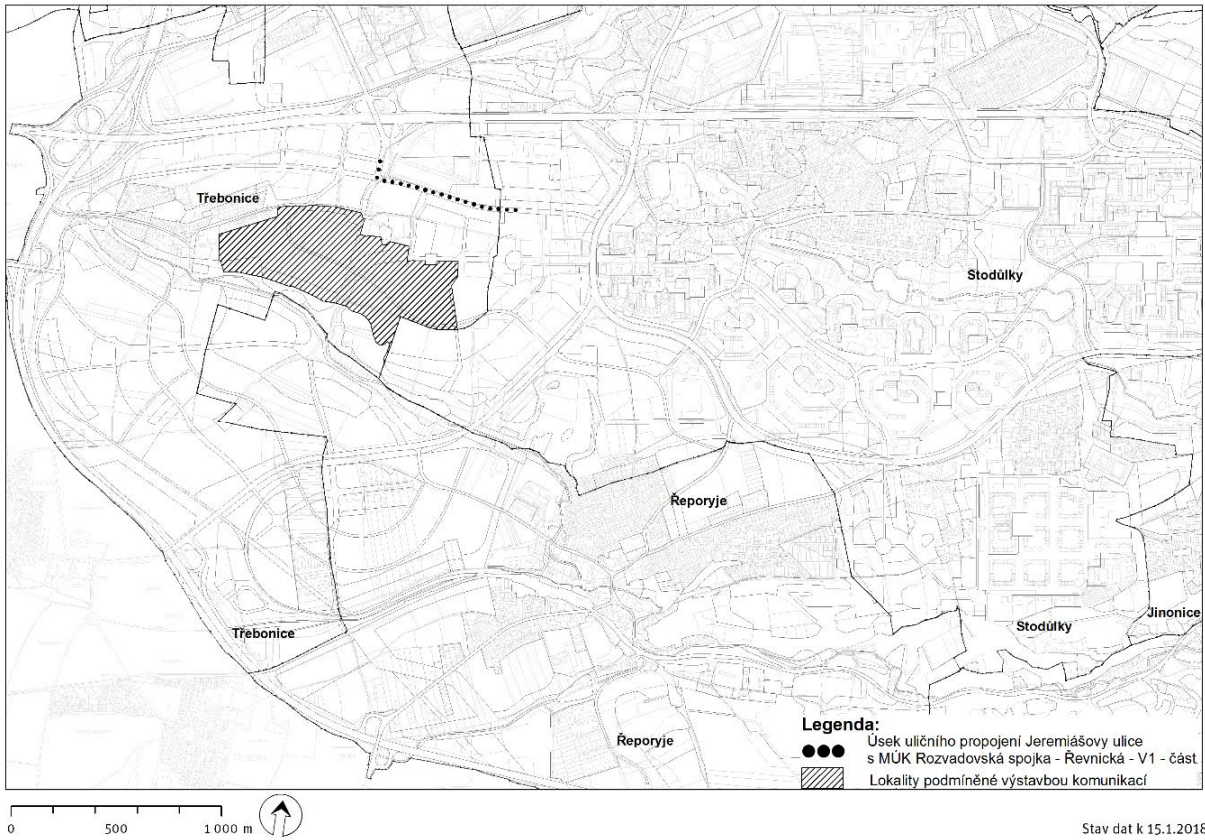 Třebonice
Stodůlky
Řeporyje
Třebonice
Stodůlky
Jinonice
Řeporyje
Legenda:
Úsek uličního propojení Jeremiášovy ulice
s MÚK Rozvadovská spojka - Řevnická - V1 - část
Lokality podmíněné výstavbou komunikací
0 500 1 000 m
Stav dat k 15.1.2018